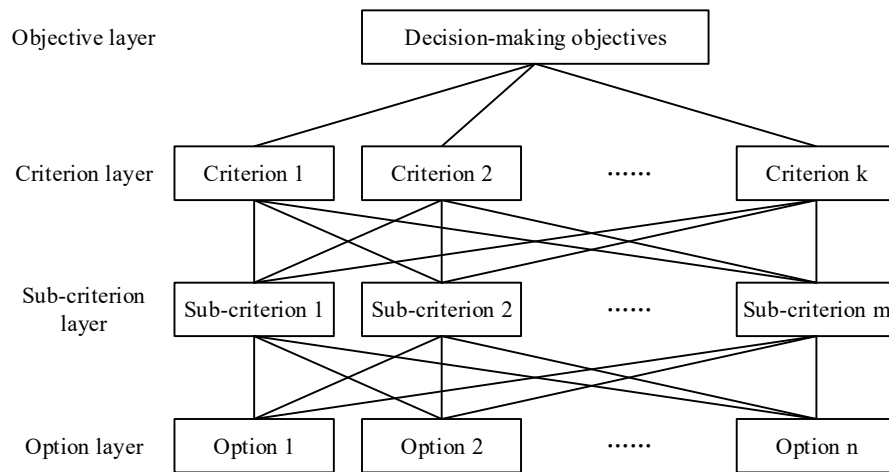 Objective layer
Decision-making objectives
Criterion layer
Criterion 1
Criterion 2
······
Criterion k
Sub-criterion
layer
Sub-criterion 1
Sub-criterion 2
······
Sub-criterion m
Option layer
Option 1
Option 2
······
Option n